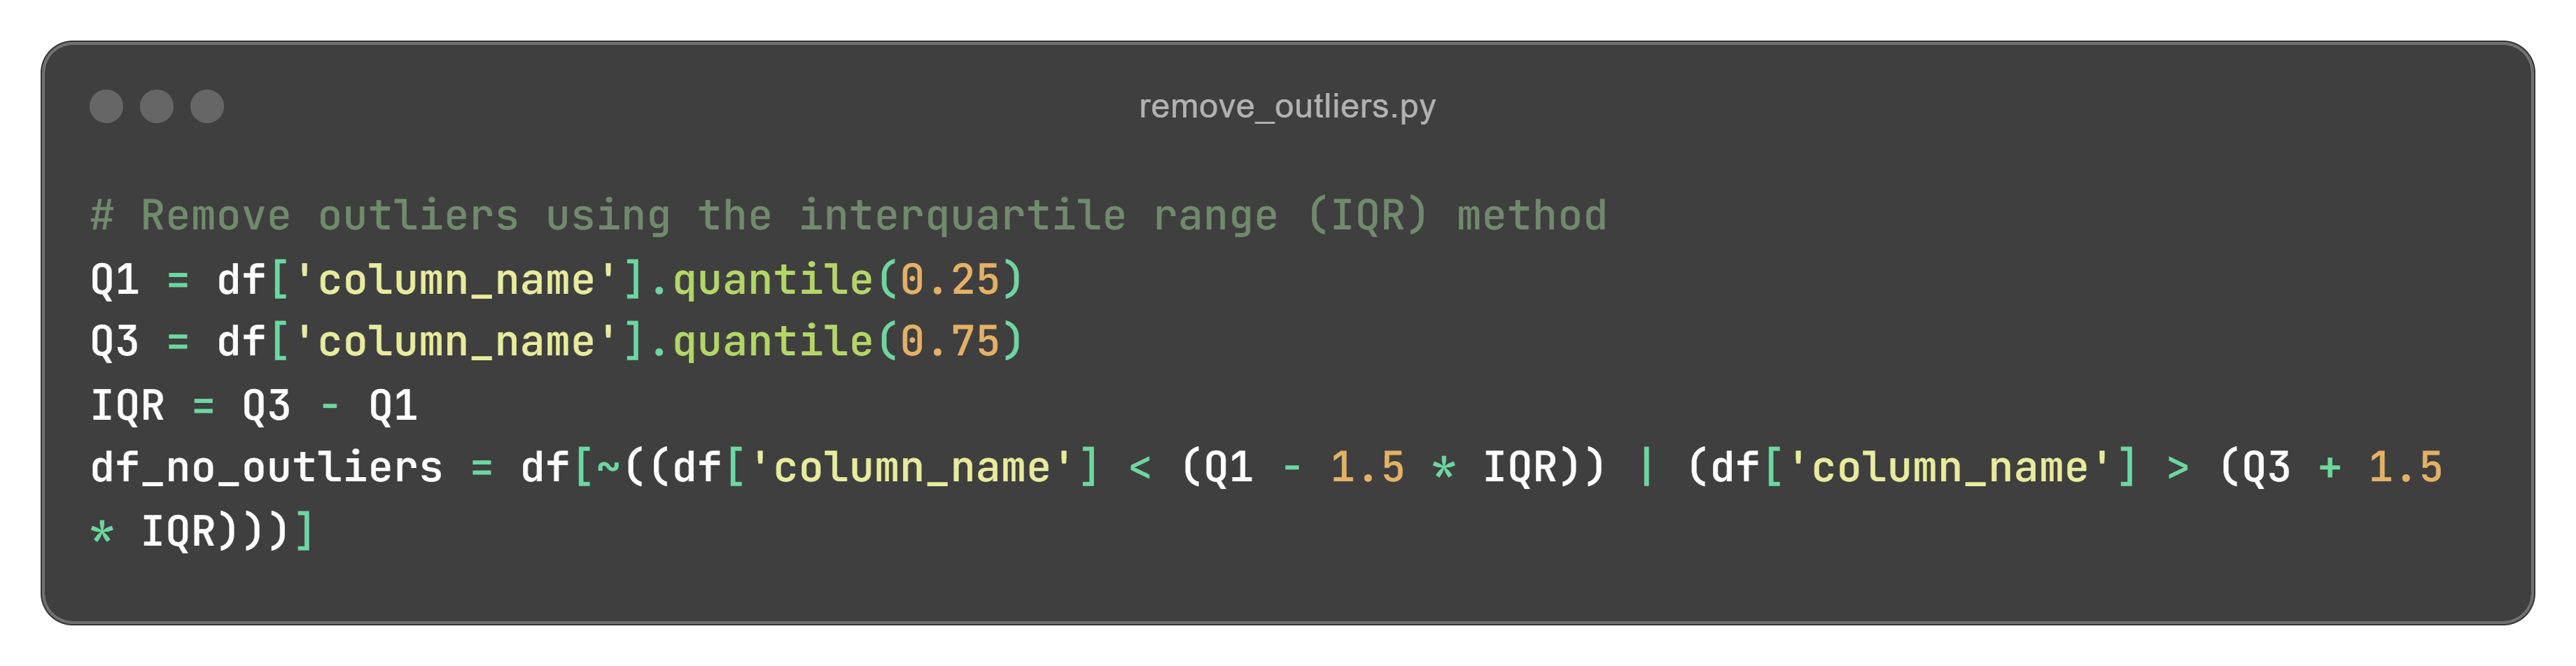 remove_outliers.py
# Remove outliers using the interquartile range (IQR) method
Q1 = df['column_name'].quantile(0.25)
Q3 = df['column_name'].quantile(0.75)
IQR = Q3 - Q1
df_no_outliers = df[~((df['column_name'] < (Q1 - 1.5 * IQR)) | (df['column_name'] > (Q3 + 1.5
* IQR)))]